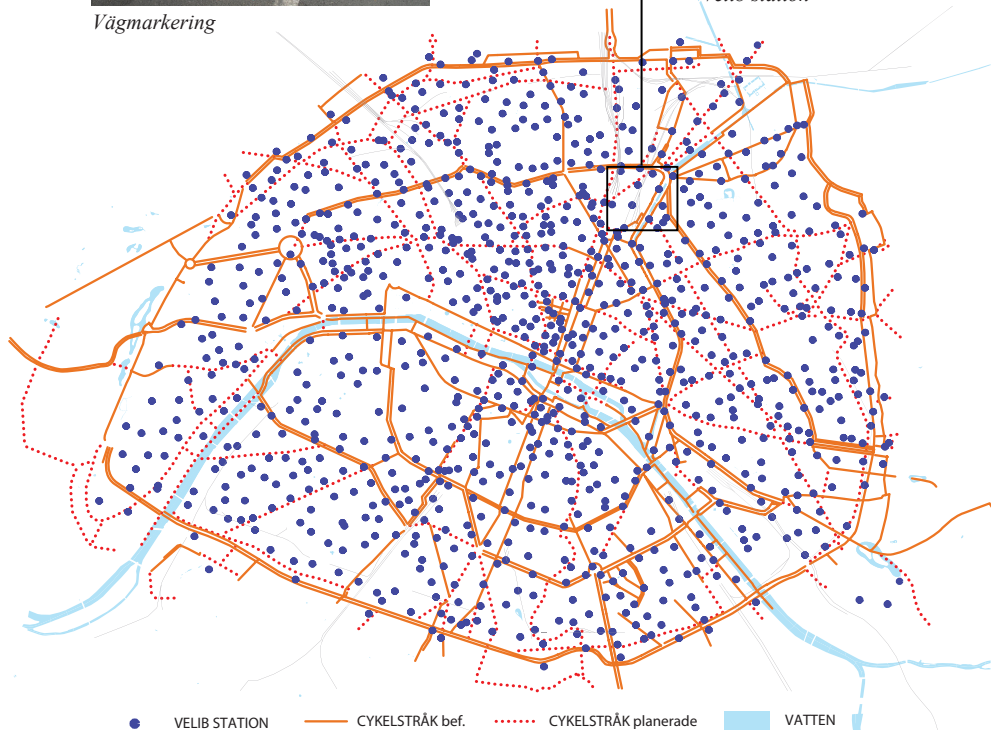 Vägmarkering
VELIB STATION
CYKELSTRÅK bef.
CYKELSTRÅK planerade
VATTEN